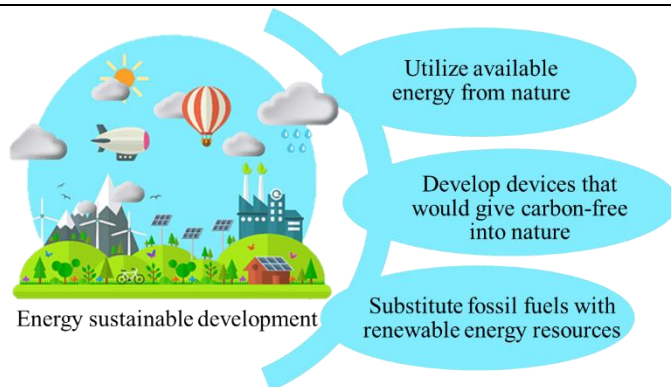 Utilize available
energy from nature
Develop devices that
would give carbon-free
into nature
Substitute fossil fuels with
renewable energy resources
Energy sustainable development